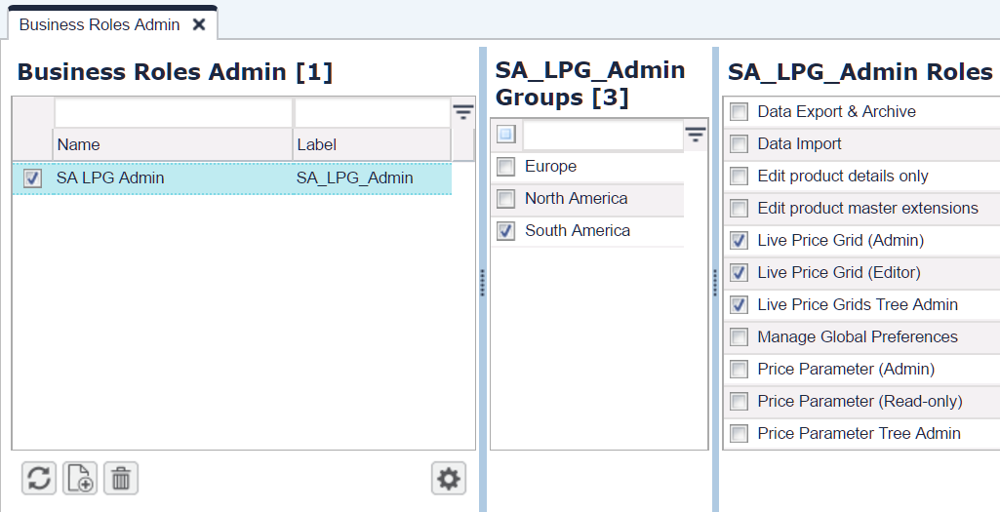 Business Roles Admin
Business Roles Admin [1]
Name
Label
SA LPG Admin
SA_LPG_Admin
SA_LPG_Admin
Groups [3]
Europe
North America
South America
SA_LPG_Admin Roles
Data Export & Archive
Data Import
Edit product details only
Edit product master extensions
Live Price Grid (Admin)
Live Price Grid (Editor)
Live Price Grids Tree Admin
Manage Global Preferences
Price Parameter (Admin)
Price Parameter (Read-only)
Price Parameter Tree Admin